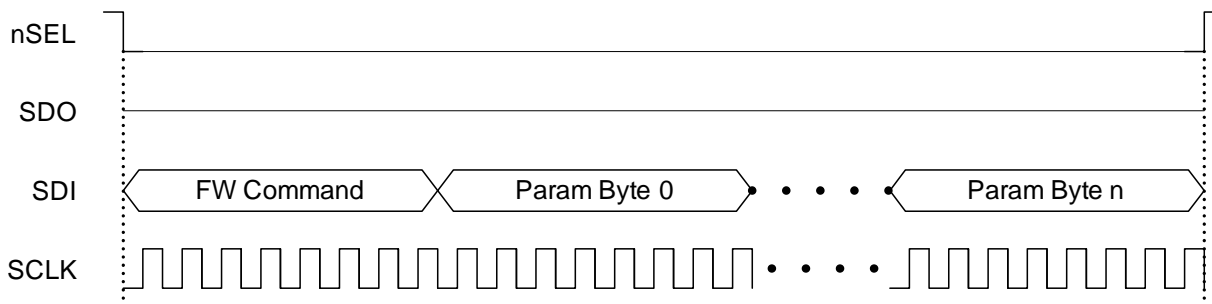 nSEL
SDO
SDI FW Command Param Byte 0 Param Byte n
SCLK